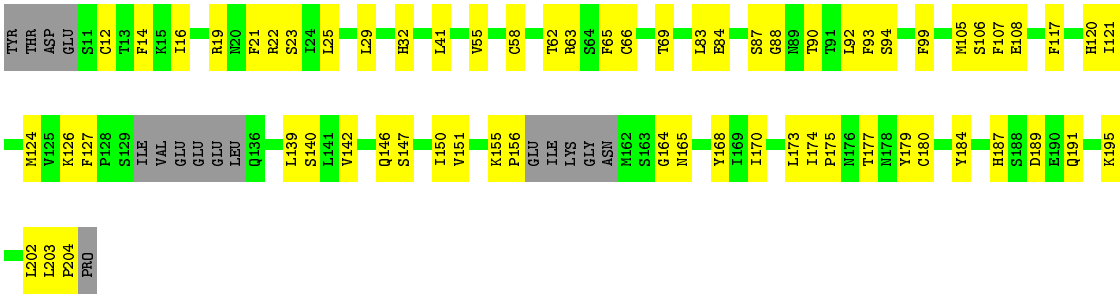 TYR THR ASP GLU S11 C12 T13 F14 K15 I16 R19 N20 F21 R22 S23 I24 L25 L29 H32 L41 V55 C58 T62 R63 S64 F65 C66 T69 L83 E84 S87 G88 N89 T90 T91 L92 F93 S94 F99 M105 S106 F107 E108 F117 H120 I121
M124 V125 K126 F127 P128 S129 ILE VAL GLU GLU GLU LEU Q136 L139 S140 L141 V142 Q146 S147 I150 V151 K155 P156 GLU ILE LYS GLY ASN M162 S163 G164 N165 Y168 I169 I170 L173 I174 P175 N176 T177 N178 Y179 C180 Y184 H187 S188 D189 E190 Q191 K195
L202 L203 P204 PRO